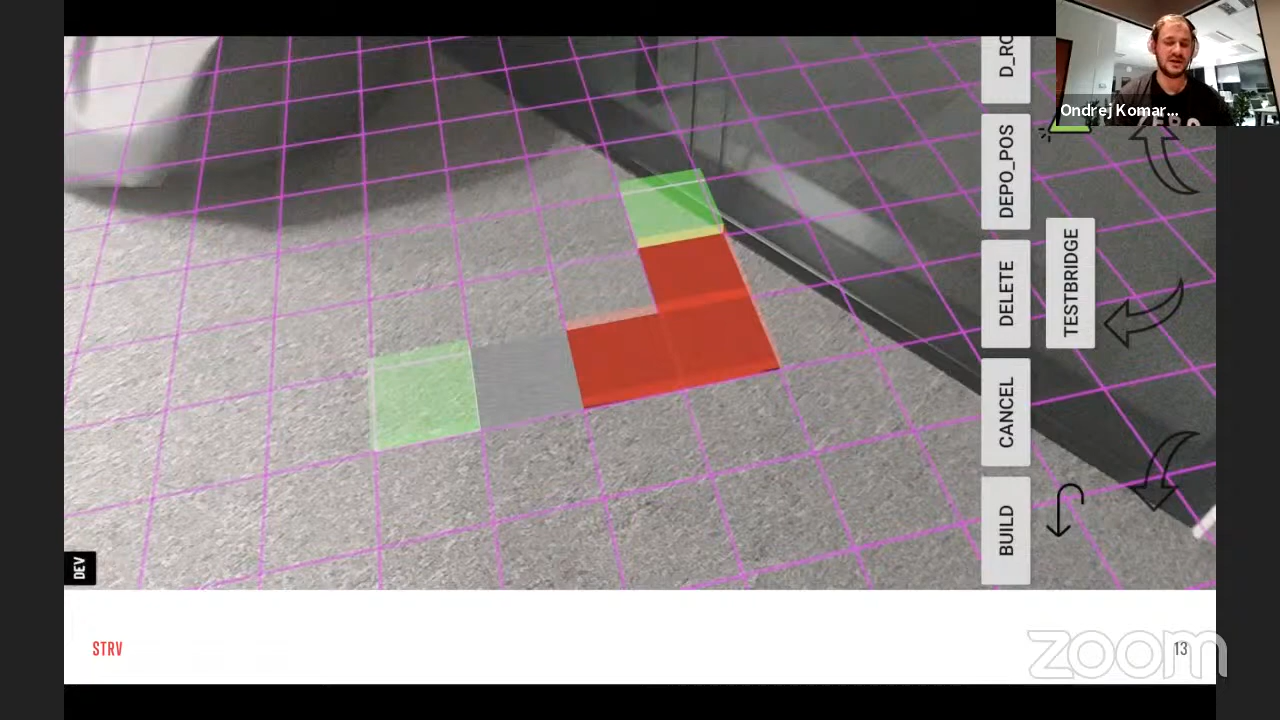 D_RO
Ondrej Komar...
DEPO_POS
TESTBRIDGE
DELETE
CANCEL
BUILD
DEV
STRV
13
zoom